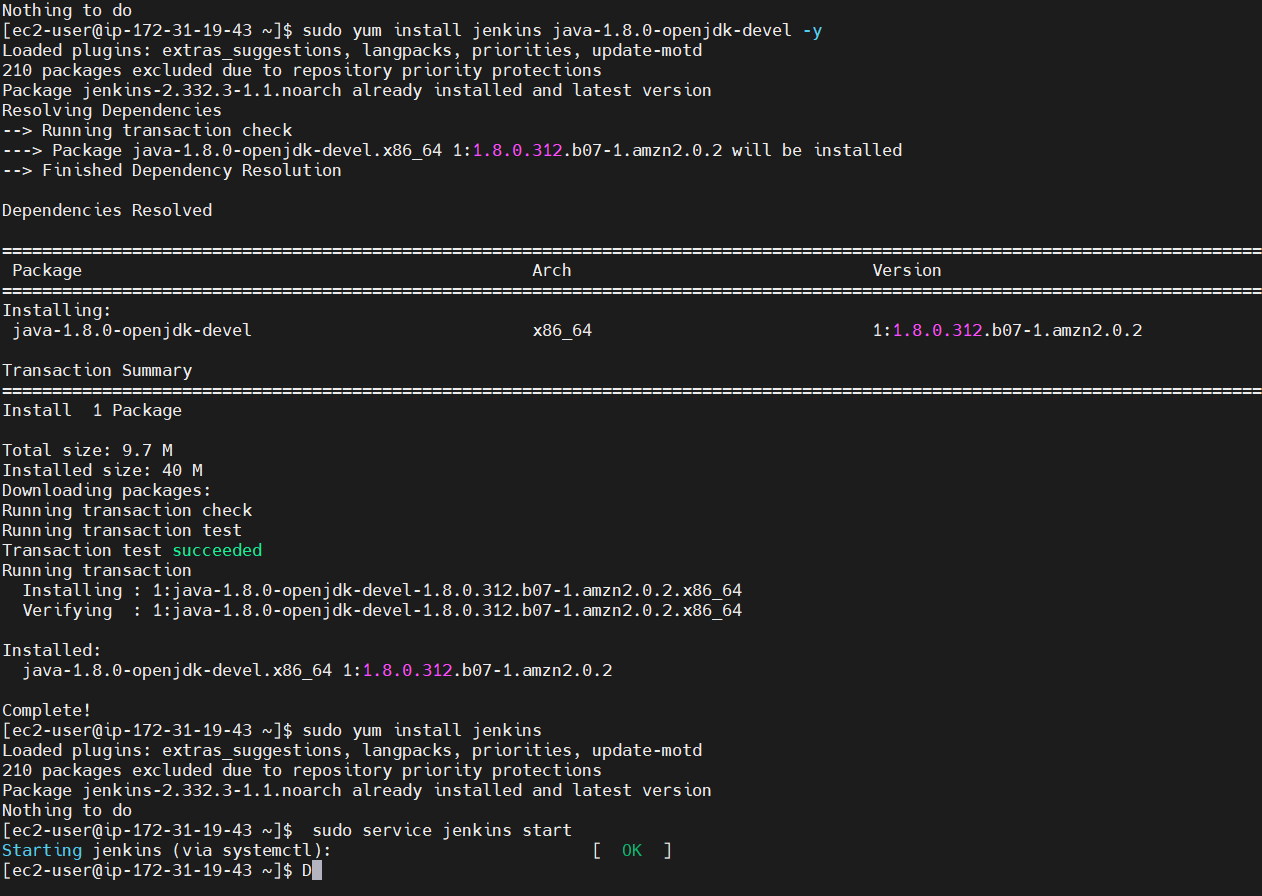 Nothing to do
[ec2-user@ip-172-31-19-43 ~]$ sudo yum install jenkins java-1.8.0-openjdk-devel -y
Loaded plugins: extras_suggestions, langpacks, priorities, update-motd
210 packages excluded due to repository priority protections
Package jenkins-2.332.3-1.1.noarch already installed and latest version
Resolving Dependencies
--> Running transaction check
---> Package java-1.8.0-openjdk-devel.x86_64 1:1.8.0.312.b07-1.amzn2.0.2 will be installed
--> Finished Dependency Resolution

Dependencies Resolved

================================================================================
 Package                    Arch                    Version
================================================================================
Installing:
 java-1.8.0-openjdk-devel                    x86_64                    1:1.8.0.312.b07-1.amzn2.0.2

Transaction Summary
================================================================================
Install  1 Package

Total size: 9.7 M
Installed size: 40 M
Downloading packages:
Running transaction check
Running transaction test
Transaction test succeeded
Running transaction
  Installing : 1:java-1.8.0-openjdk-devel-1.8.0.312.b07-1.amzn2.0.2.x86_64
  Verifying  : 1:java-1.8.0-openjdk-devel-1.8.0.312.b07-1.amzn2.0.2.x86_64

Installed:
  java-1.8.0-openjdk-devel.x86_64 1:1.8.0.312.b07-1.amzn2.0.2

Complete!
[ec2-user@ip-172-31-19-43 ~]$ sudo yum install jenkins
Loaded plugins: extras_suggestions, langpacks, priorities, update-motd
210 packages excluded due to repository priority protections
Package jenkins-2.332.3-1.1.noarch already installed and latest version
Nothing to do
[ec2-user@ip-172-31-19-43 ~]$  sudo service jenkins start
Starting jenkins (via systemctl):                          [  OK  ]
[ec2-user@ip-172-31-19-43 ~]$ D